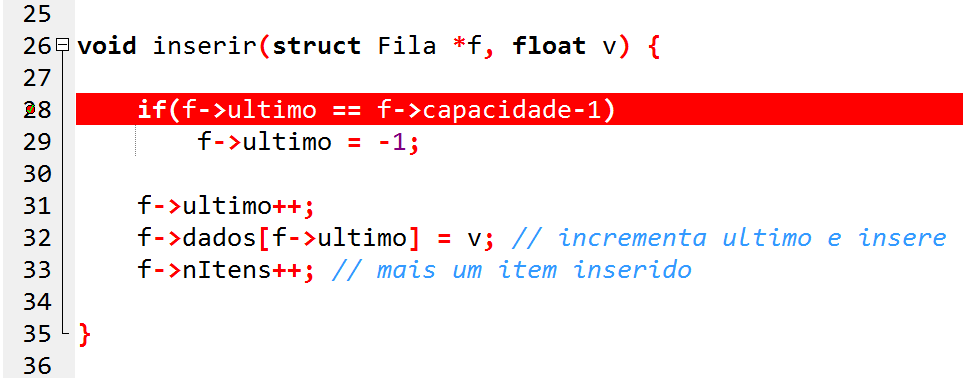 25
26 void inserir(struct Fila *f, float v) {
27
28     if(f->ultimo == f->capacidade-1)
29         f->ultimo = -1;
30
31     f->ultimo++;
32     f->dados[f->ultimo] = v; // incrementa ultimo e insere
33     f->nItens++; // mais um item inserido
34
35 }
36